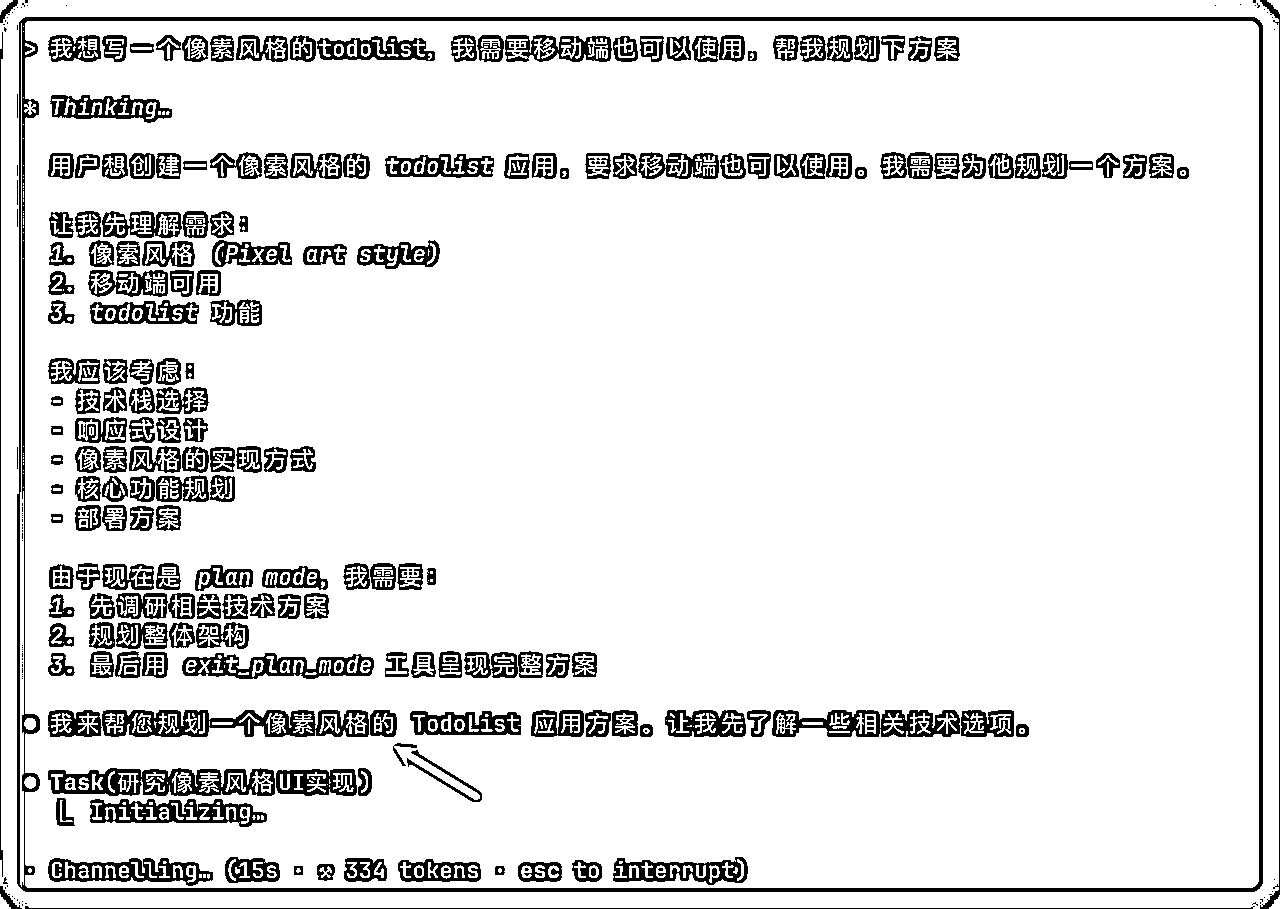 > 我想写一个像素风格的todolist，我需要移动端也可以使用，帮我规划下方案
* Thinking…
用户想创建一个像素风格的 todolist 应用，要求移动端也可以使用。我需要为他规划一个方案。
让我先理解需求：
1. 像素风格 (Pixel art style)
2. 移动端可用
3. todolist 功能
我应该考虑：
- 技术栈选择
- 响应式设计
- 像素风格的实现方式
- 核心功能规划
- 部署方案
由于现在是 plan mode，我需要：
1. 先调研相关技术方案
2. 规划整体架构
3. 最后用 exit_plan_mode 工具呈现完整方案
○ 我来帮您规划一个像素风格的 TodoList 应用方案。让我先了解一些相关技术选项。
○ Task(研究像素风格UI实现)
⎿ Initializing…
· Channelling… (15s · ⚒ 334 tokens · esc to interrupt)